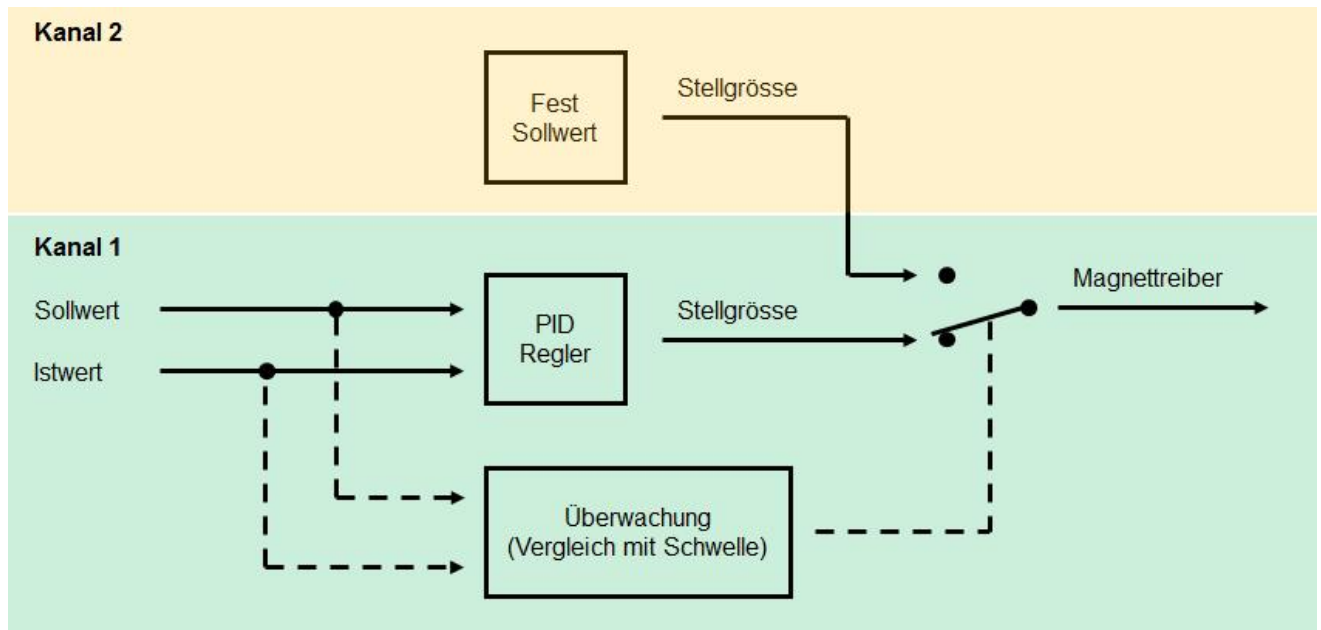 Kanal 2
Fest
Sollwert
Stellgrösse
Kanal 1
Sollwert
Istwert
PID
Regler
Stellgrösse
Magnettreiber
Überwachung
(Vergleich mit Schwelle)